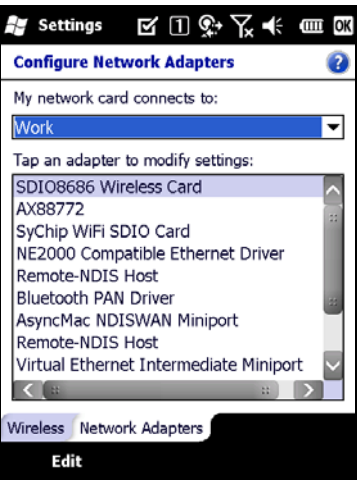 Settings
1
OK
Configure Network Adapters
?
My network card connects to:
Work
Tap an adapter to modify settings:
SDIO8686 Wireless Card
AX88772
SyChip WiFi SDIO Card
NE2000 Compatible Ethernet Driver
Remote-NDIS Host
Bluetooth PAN Driver
AsyncMac NDISWAN Miniport
Remote-NDIS Host
Virtual Ethernet Intermediate Miniport
Wireless Network Adapters
Edit